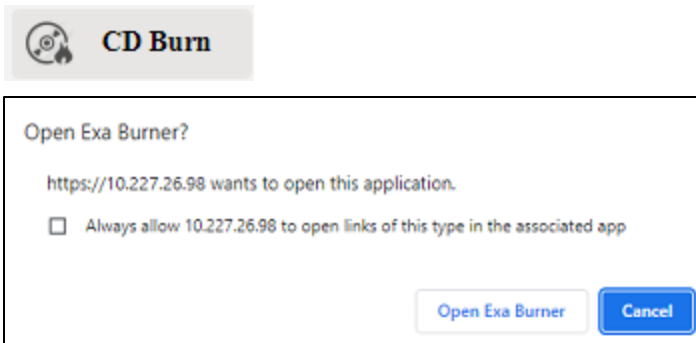 CD Burn
Open Exa Burner?
https://10.227.26.98 wants to open this application.
Always allow 10.227.26.98 to open links of this type in the associated app
Open Exa Burner Cancel